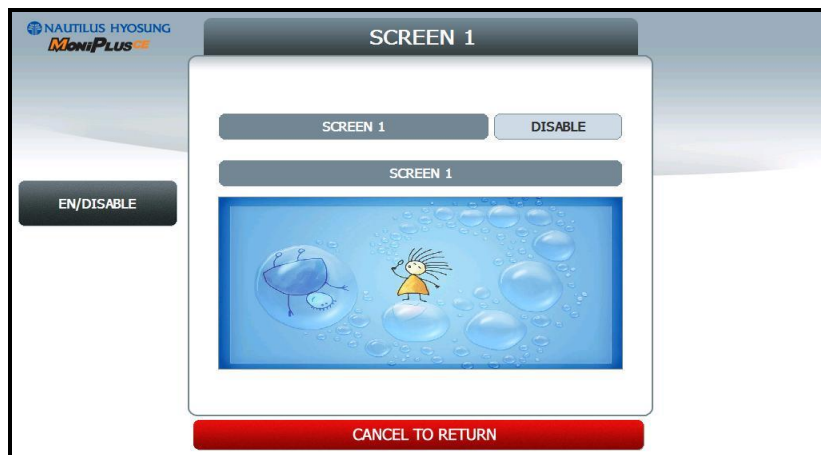 NAUTILUS HYOSUNG
MONiPLUSCE
SCREEN 1
SCREEN 1 DISABLE
SCREEN 1
EN/DISABLE
CANCEL TO RETURN